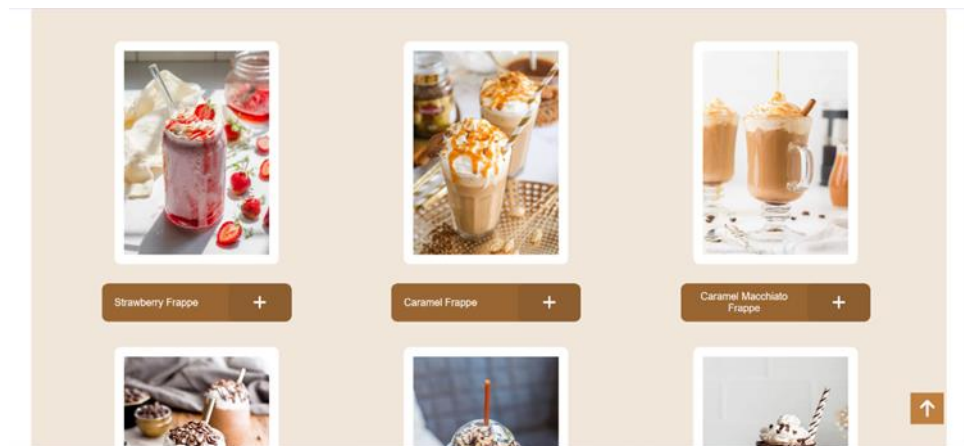 Strawberry Frappe +
Caramel Frappe +
Caramel Macchiato
Frappe +